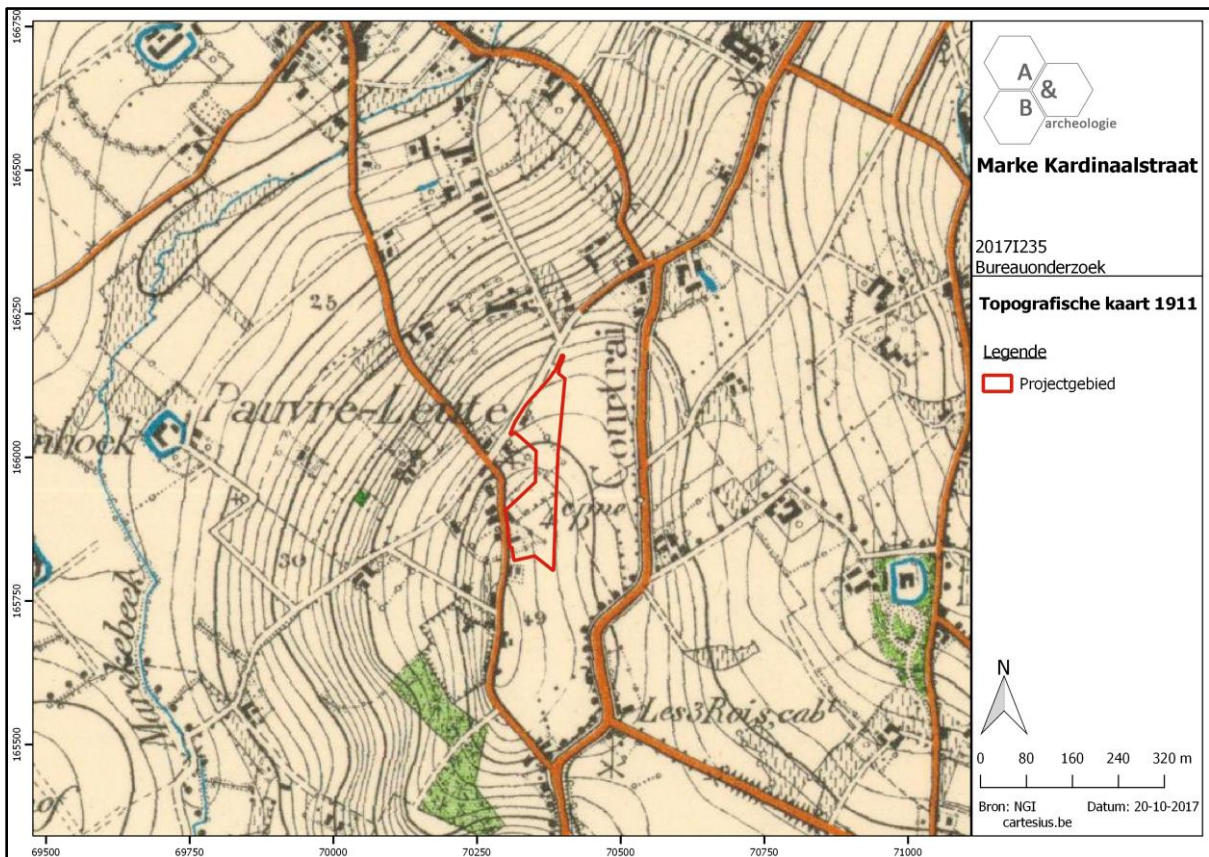 166750
166500
166250
166000
165750
165500
69500
69750
70000
70250
70500
70750
71000
25
Pauvre-Leute
Courtrai
30
49
Les 3 Rois, cabt
Markebeek
A
&
B
archeologie
Marke Kardinaalstraat
2017I235
Bureauonderzoek
Topografische kaart 1911
Legende
Projectgebied
N
0 80 160 240 320 m
Bron: NGI
cartesius.be
Datum: 20-10-2017